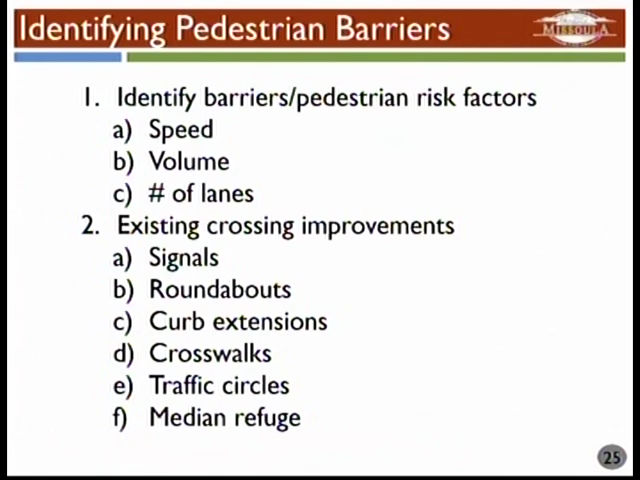 Identifying Pedestrian Barriers
MISSOULA
1. Identify barriers/pedestrian risk factors
a) Speed
b) Volume
c) # of lanes
2. Existing crossing improvements
a) Signals
b) Roundabouts
c) Curb extensions
d) Crosswalks
e) Traffic circles
f) Median refuge
25